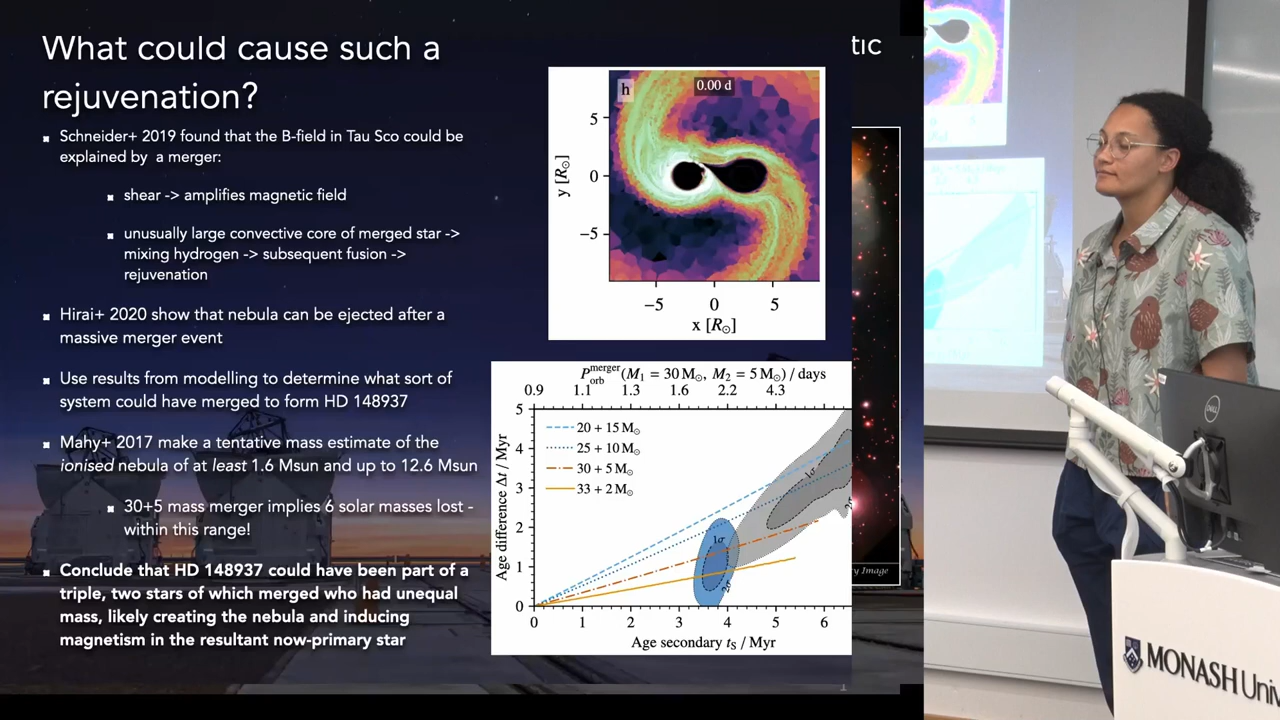 What could cause such a
rejuvenation?
Schneider+ 2019 found that the B-field in Tau Sco could be
explained by a merger:
shear -> amplifies magnetic field
unusually large convective core of merged star ->
mixing hydrogen -> subsequent fusion ->
rejuvenation
Hirai+ 2020 show that nebula can be ejected after a
massive merger event
Use results from modelling to determine what sort of
system could have merged to form HD 148937
Mahy+ 2017 make a tentative mass estimate of the
ionised nebula of at least 1.6 Msun and up to 12.6 Msun
30+5 mass merger implies 6 solar masses lost -
within this range!
Conclude that HD 148937 could have been part of a
triple, two stars of which merged who had unequal
mass, likely creating the nebula and inducing
magnetism in the resultant now-primary star
h
0.00 d
5
0
−5
y [R☉]
−5 0 5
x [R☉]
P^merger_orb (M₁ = 30 M☉, M₂ = 5 M☉) / days
0.9 1.1 1.3 1.6 2.2 4.3
5
4
3
2
1
0
Age difference Δt / Myr
20 + 15 M☉
25 + 10 M☉
30 + 5 M☉
33 + 2 M☉
1σ
2σ
1σ
2σ
0 1 2 3 4 5 6
Age secondary tS / Myr
tic
y Image
DELL
MONASH Univ